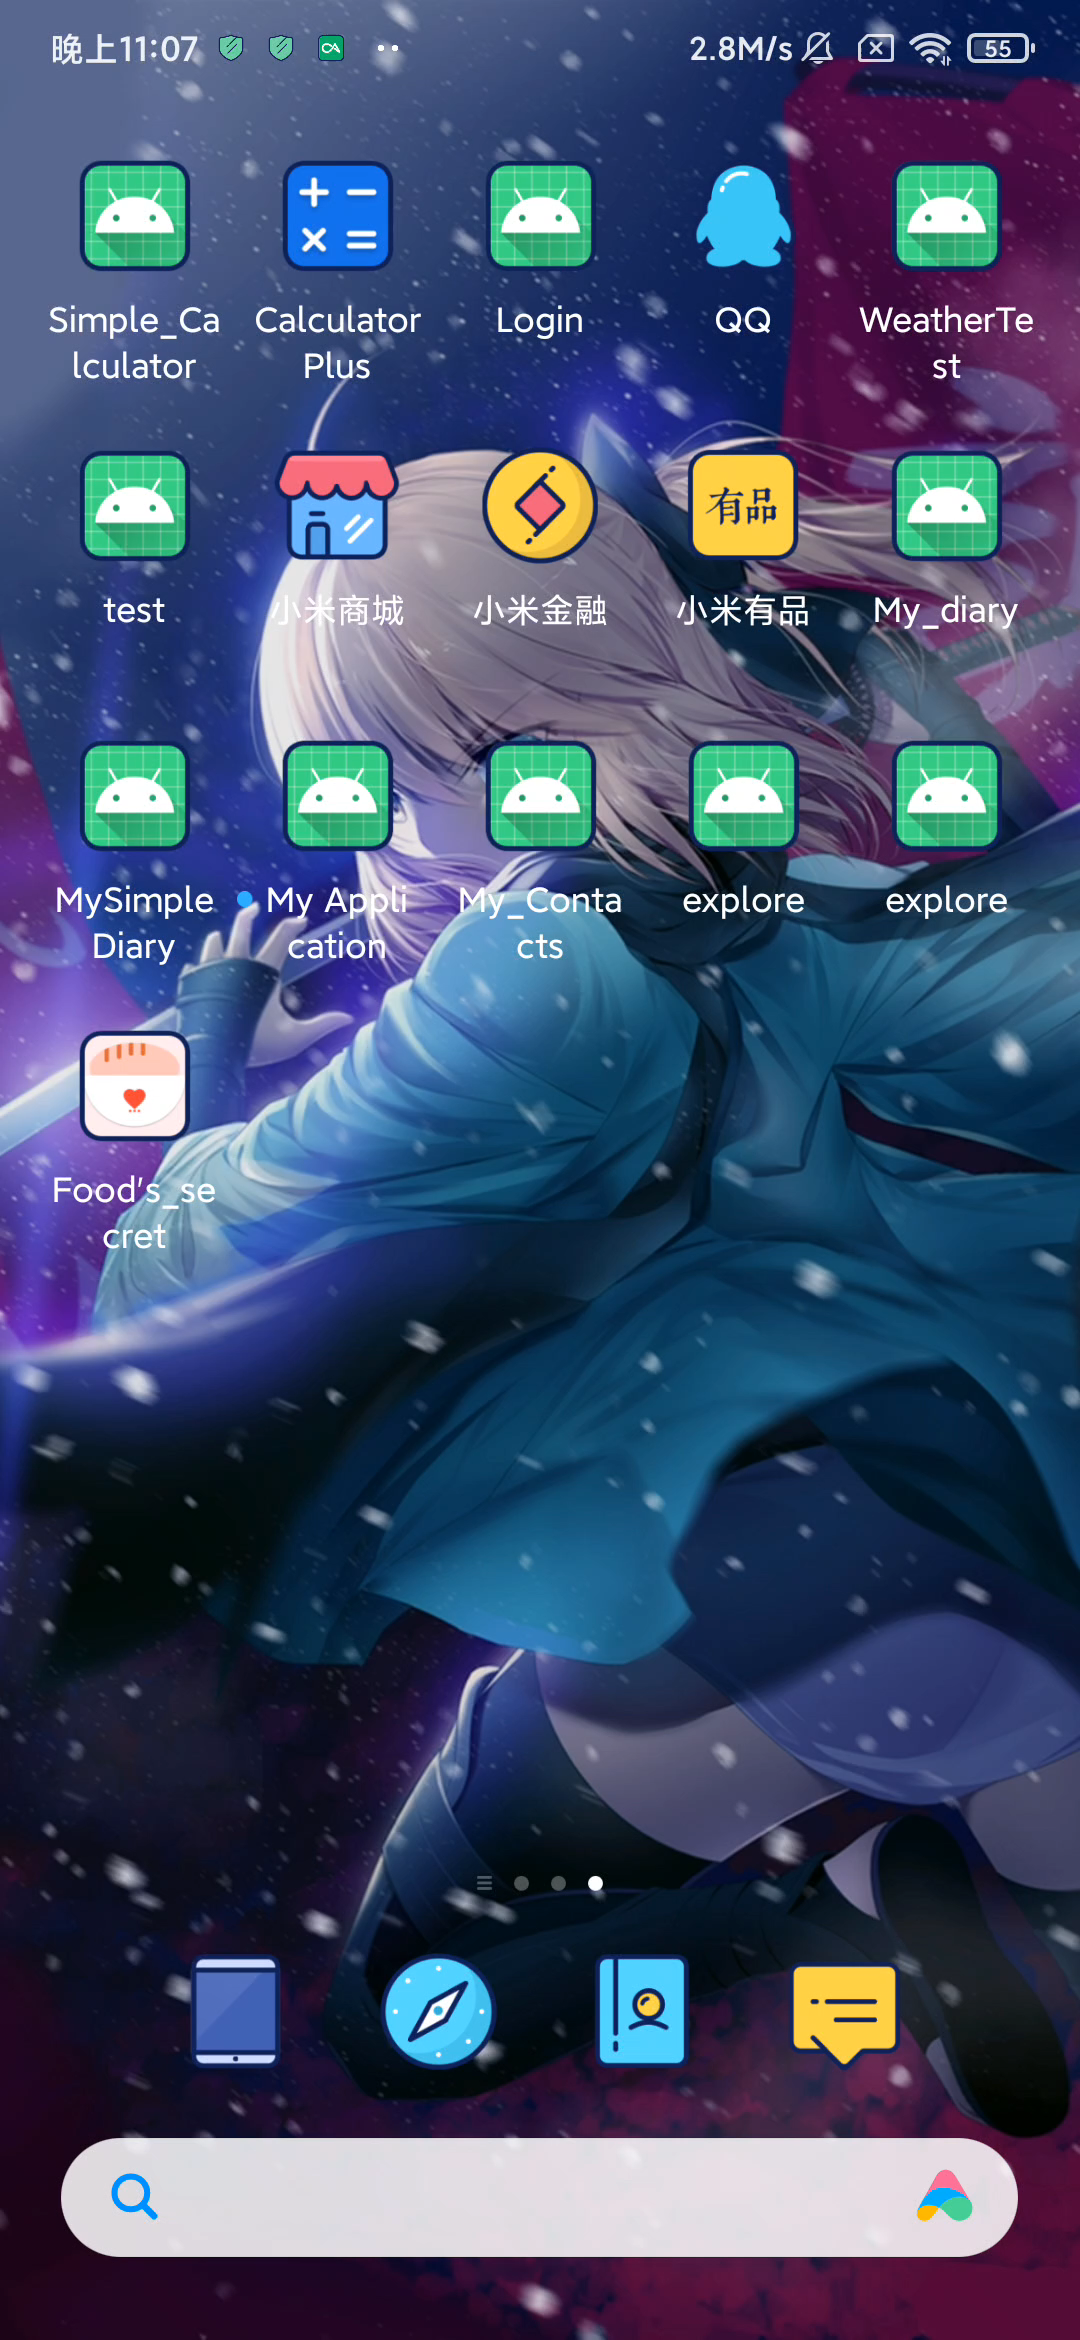 晚上11:07 CA 2.8M/s 55
Simple_Ca
lculator
Calculator
Plus
Login
QQ
WeatherTe
st
有品
test
小米商城
小米金融
小米有品
My_diary
MySimple
Diary
My Appli
cation
My_Conta
cts
explore
explore
Food's_se
cret